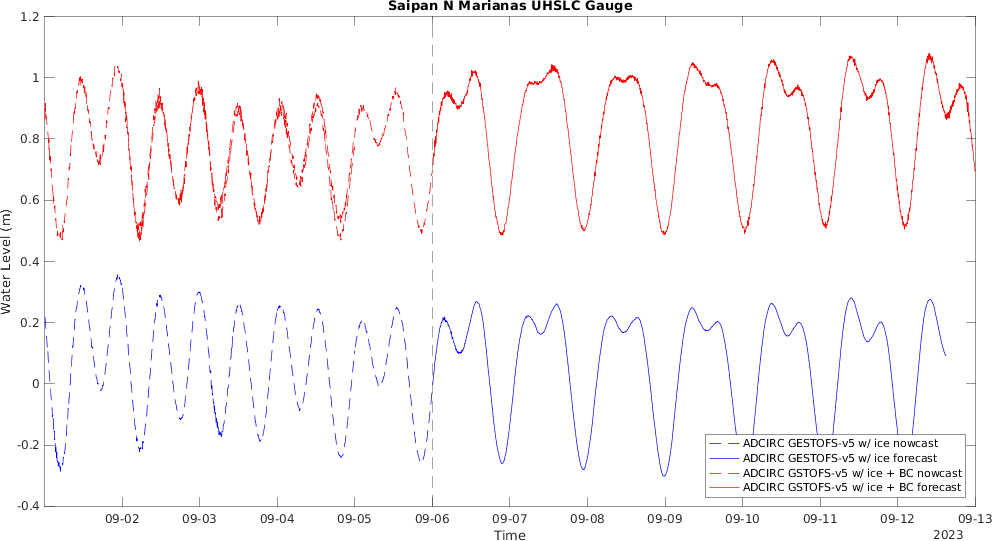 Saipan N Marianas UHSLC Gauge
Water Level (m)
1.2
1
0.8
0.6
0.4
0.2
0
-0.2
-0.4
ADCIRC GESTOFS-v5 w/ ice nowcast
ADCIRC GESTOFS-v5 w/ ice forecast
ADCIRC GSTOFS-v5 w/ ice + BC nowcast
ADCIRC GSTOFS-v5 w/ ice + BC forecast
09-02 09-03 09-04 09-05 09-06 09-07 09-08 09-09 09-10 09-11 09-12 09-13
Time
2023